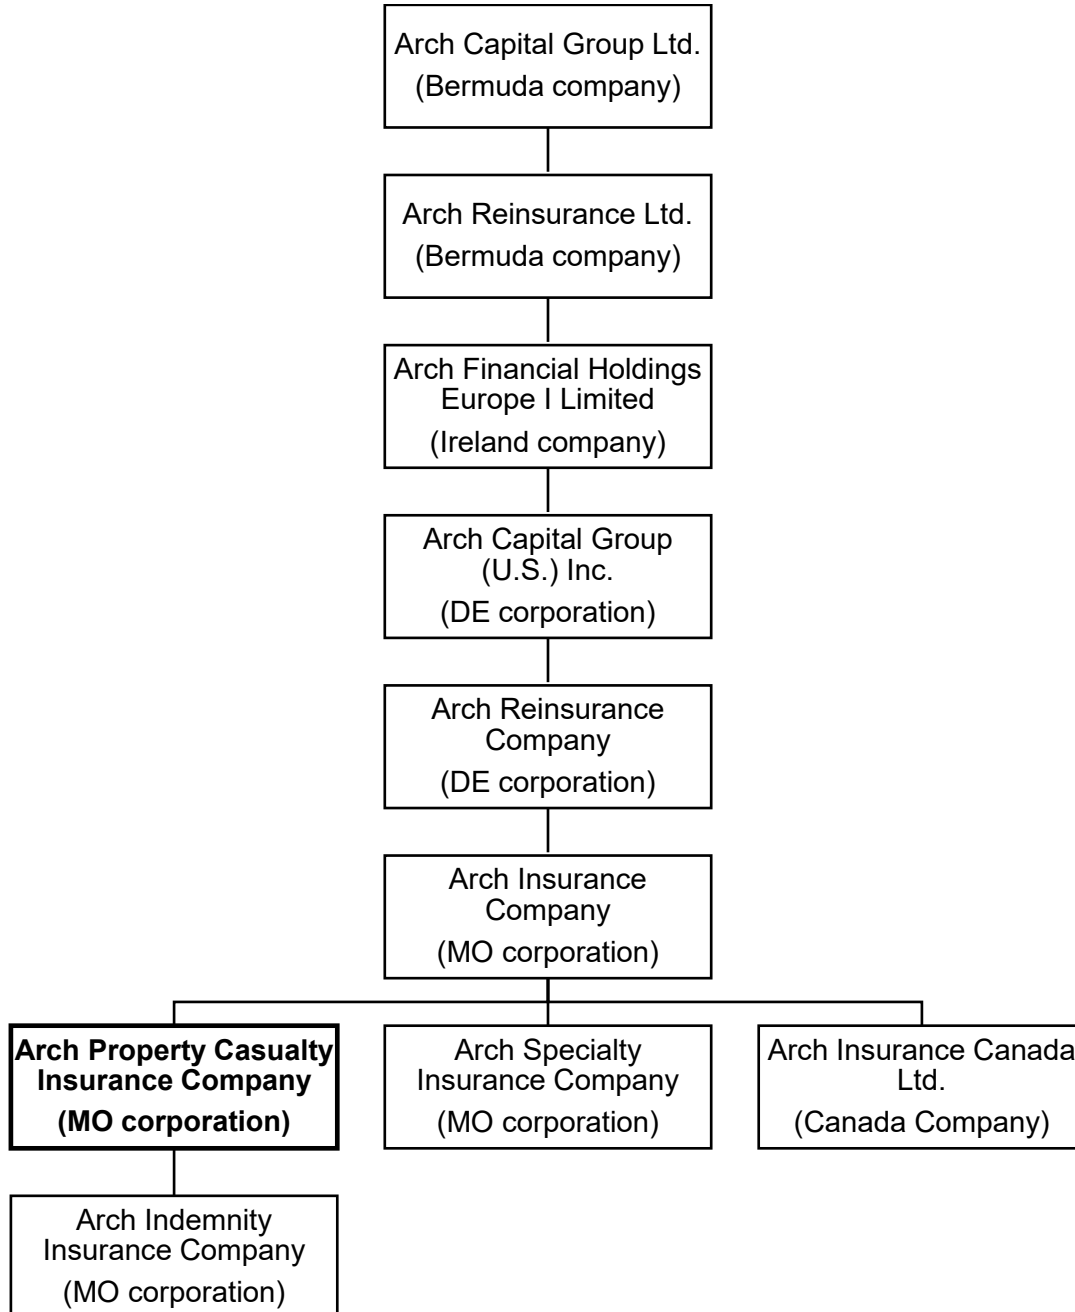 Arch Capital Group Ltd.
(Bermuda company)
Arch Reinsurance Ltd.
(Bermuda company)
Arch Financial Holdings
Europe I Limited
(Ireland company)
Arch Capital Group
(U.S.) Inc.
(DE corporation)
Arch Reinsurance
Company
(DE corporation)
Arch Insurance
Company
(MO corporation)
Arch Property Casualty
Insurance Company
(MO corporation)
Arch Specialty
Insurance Company
(MO corporation)
Arch Insurance Canada
Ltd.
(Canada Company)
Arch Indemnity
Insurance Company
(MO corporation)